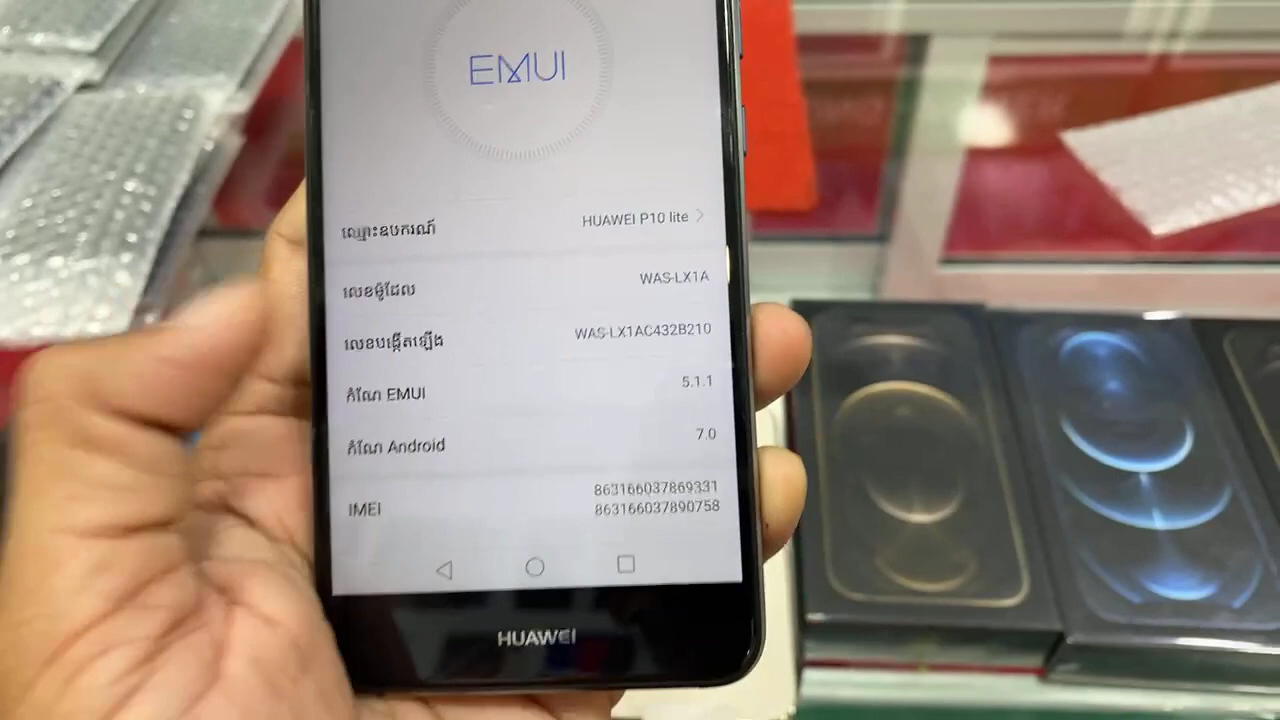 EMUI
ឈ្មោះឧបករណ៍ HUAWEI P10 lite
លេខម៉ូដែល WAS-LX1A
លេខបង្កើតឡើង WAS-LX1AC432B210
កំណែ EMUI 5.1.1
កំណែ Android 7.0
IMEI 863166037869331
863166037890758
HUAWEI